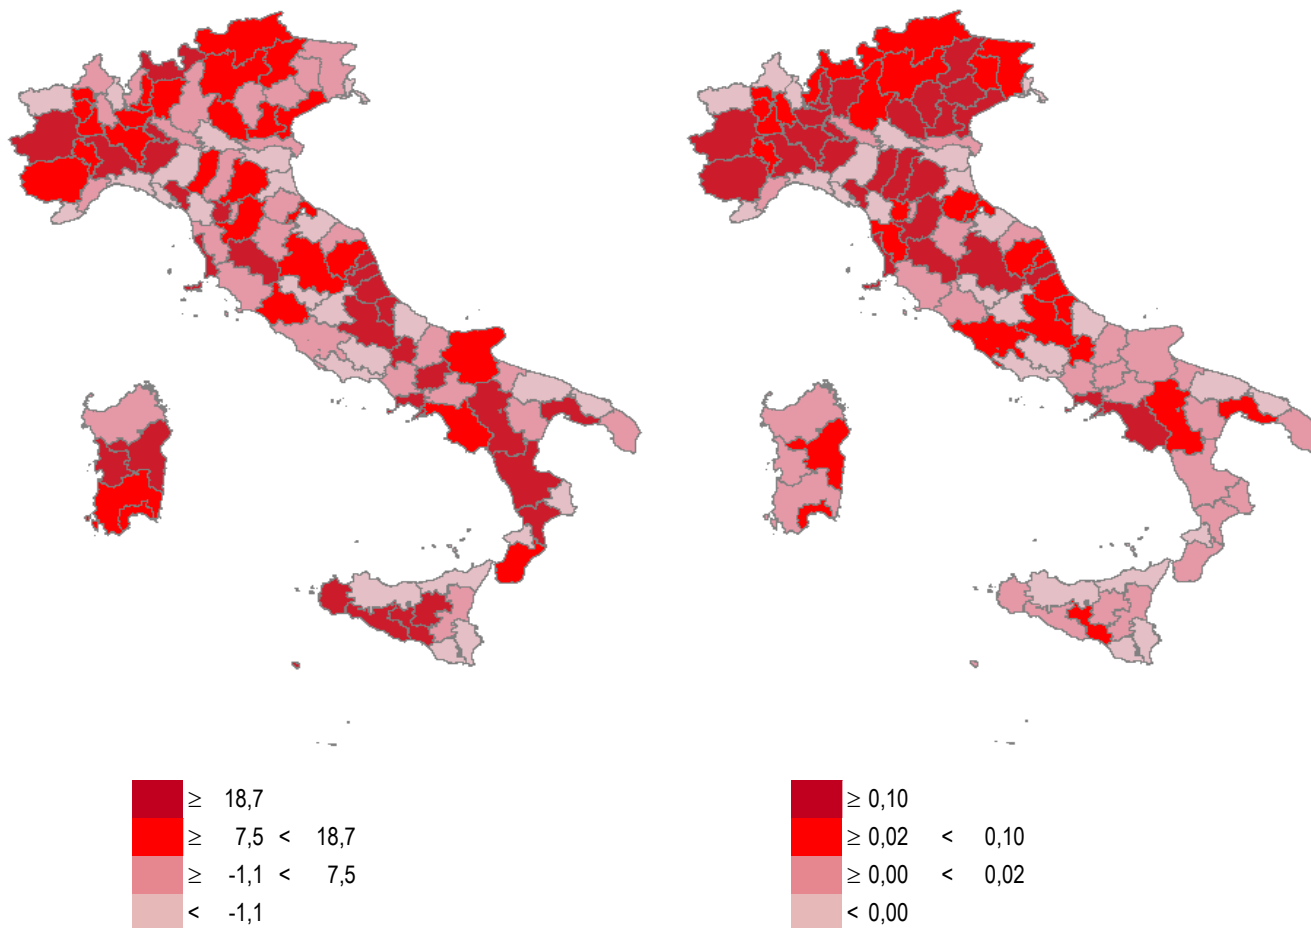 ≥ 18,7
≥ 7,5 < 18,7
≥ -1,1 < 7,5
< -1,1
≥ 0,10
≥ 0,02 < 0,10
≥ 0,00 < 0,02
< 0,00